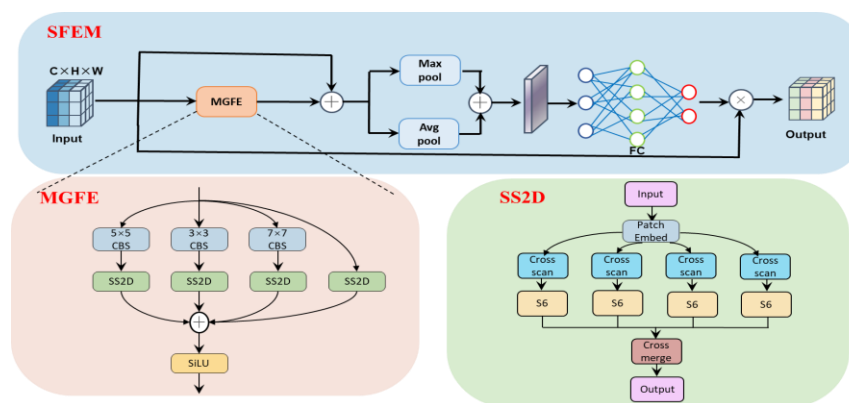 SFEM
C×H×W
Input
MGFE
Max
pool
Avg
pool
FC
Output
MGFE
5×5
CBS
3×3
CBS
7×7
CBS
SS2D
SS2D
SS2D
SS2D
SiLU
SS2D
Input
Patch
Embed
Cross
scan
Cross
scan
Cross
scan
Cross
scan
S6
S6
S6
S6
Cross
merge
Output